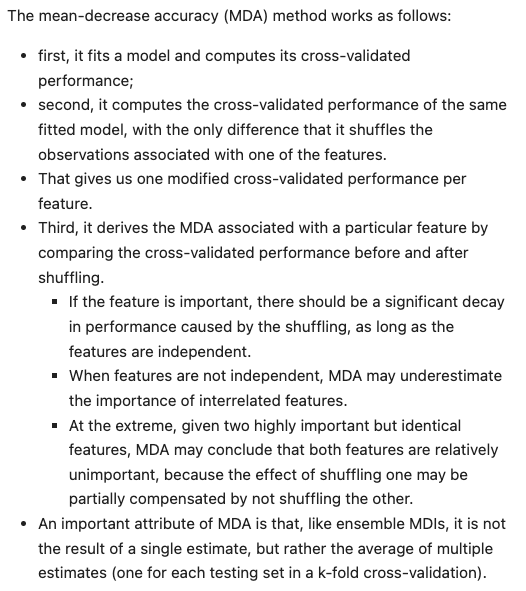 The mean-decrease accuracy (MDA) method works as follows:
• first, it fits a model and computes its cross-validated
performance;
• second, it computes the cross-validated performance of the same
fitted model, with the only difference that it shuffles the
observations associated with one of the features.
• That gives us one modified cross-validated performance per
feature.
• Third, it derives the MDA associated with a particular feature by
comparing the cross-validated performance before and after
shuffling.
▪ If the feature is important, there should be a significant decay
in performance caused by the shuffling, as long as the
features are independent.
▪ When features are not independent, MDA may underestimate
the importance of interrelated features.
▪ At the extreme, given two highly important but identical
features, MDA may conclude that both features are relatively
unimportant, because the effect of shuffling one may be
partially compensated by not shuffling the other.
• An important attribute of MDA is that, like ensemble MDIs, it is not
the result of a single estimate, but rather the average of multiple
estimates (one for each testing set in a k-fold cross-validation).